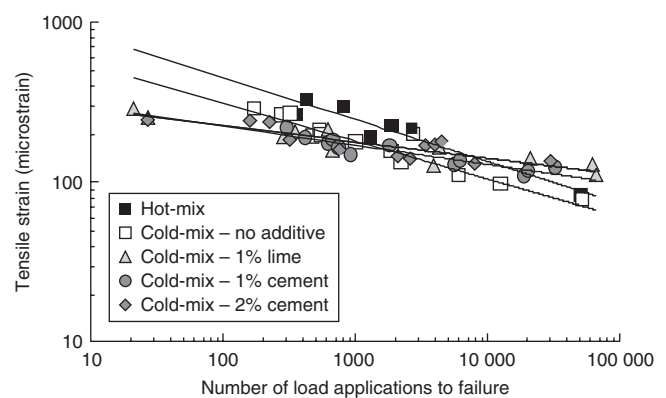 1000
100
10
Tensile strain (microstrain)
Hot-mix
Cold-mix – no additive
Cold-mix – 1% lime
Cold-mix – 1% cement
Cold-mix – 2% cement
10 100 1000 10 000 100 000
Number of load applications to failure